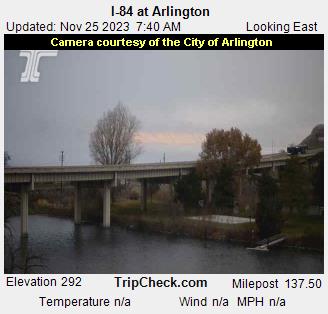 I-84 at Arlington
Updated: Nov 25 2023 7:40 AM Looking East
Camera courtesy of the City of Arlington
Elevation 292 TripCheck.com Milepost 137.50
Temperature n/a Wind n/a MPH n/a